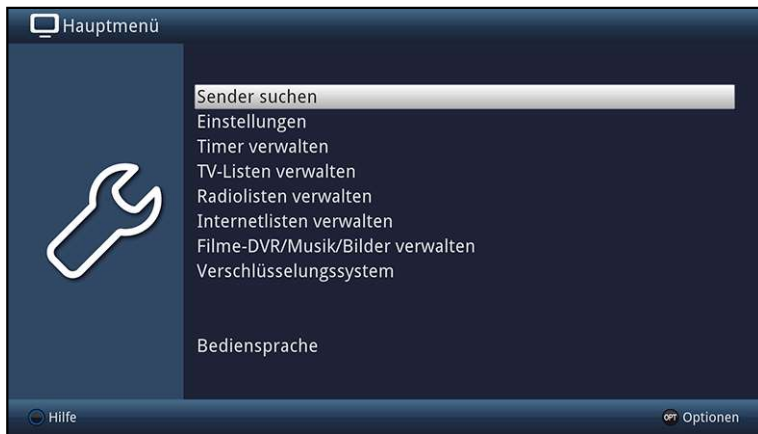 Hauptmenü
Sender suchen
Einstellungen
Timer verwalten
TV-Listen verwalten
Radiolisten verwalten
Internetlisten verwalten
Filme-DVR/Musik/Bilder verwalten
Verschlüsselungssystem
Bediensprache
Hilfe
OPT Optionen